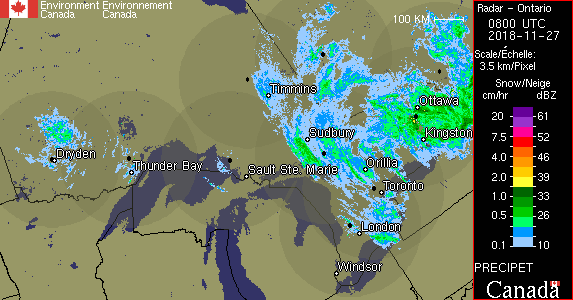 Environment Environnement
Canada Canada
100 KM
Timmins
Ottawa
Sudbury
Kingston
Dryden
Thunder Bay
Sault Ste. Marie
Orillia
Toronto
London
Windsor
Radar - Ontario
0800 UTC
2018-11-27
Scale/Échelle:
3.5 km/Pixel
Snow/Neige
cm/hr dBZ
20 61
7.5 52
4.0 46
2.0 39
1.0 33
0.5 26
0.1 10
PRECIPET
Canada